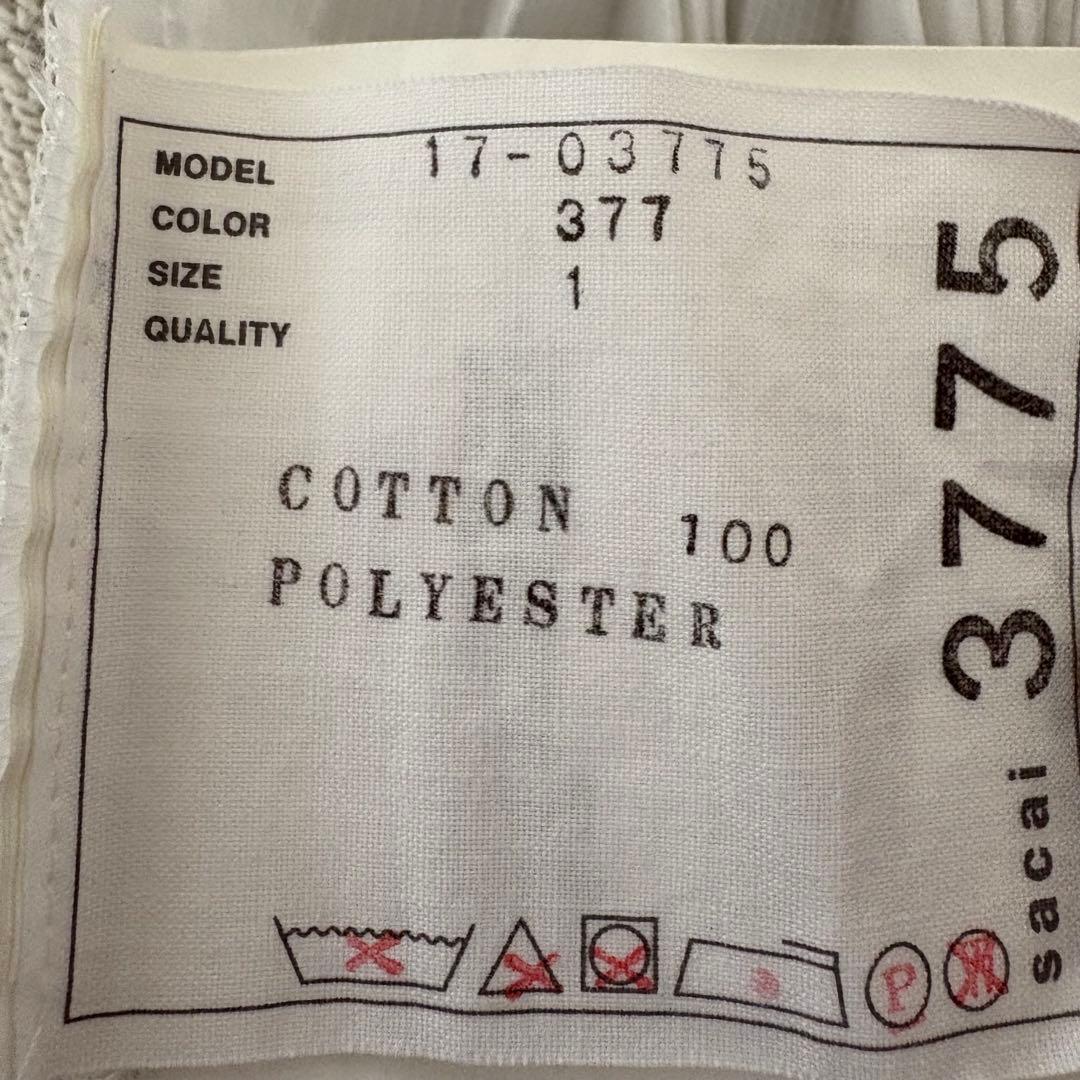 MODEL 17-03775
COLOR 377
SIZE 1
QUALITY
COTTON 100
POLYESTER
P
sacai 3775